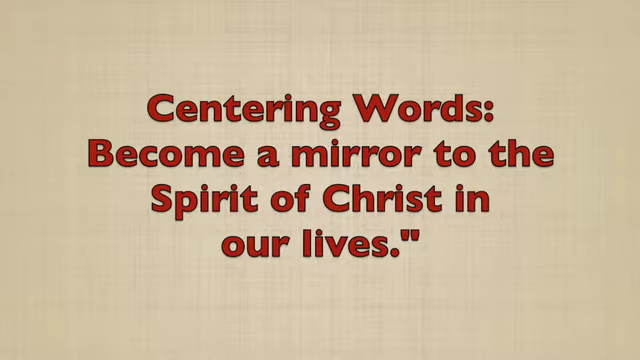 Centering Words:
Become a mirror to the
Spirit of Christ in
our lives."